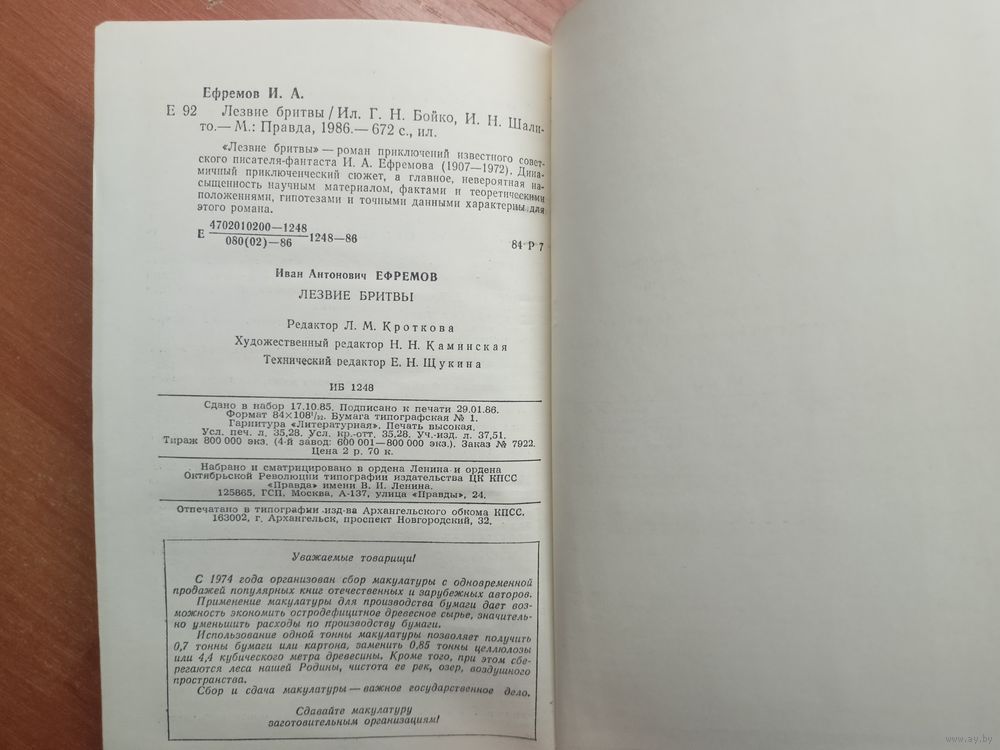 Ефремов И. А.
Е 92 Лезвие бритвы / Ил. Г. Н. Бойко, И. Н. Шали-
то.— М.: Правда, 1986.— 672 с., ил.
«Лезвие бритвы» — роман приключений известного совет-
ского писателя-фантаста И. А. Ефремова (1907—1972). Дина-
мичный приключенческий сюжет, а главное, невероятная на-
сыщенность научным материалом, фактами и теоретическими
положениями, гипотезами и точными данными характерны для
этого романа.
Е 4702010200—1248
080(02)—86 1248—86
84 Р 7
Иван Антонович ЕФРЕМОВ
ЛЕЗВИЕ БРИТВЫ
Редактор Л. М. Кроткова
Художественный редактор Н. Н. Каминская
Технический редактор Е. Н. Щукина
ИБ 1248
Сдано в набор 17.10.85. Подписано к печати 29.01.86.
Формат 84×108¹/₃₂. Бумага типографская № 1.
Гарнитура «Литературная». Печать высокая.
Усл. печ. л. 35,28. Усл. кр.-отт. 35,28. Уч.-изд. л. 37,51.
Тираж 800 000 экз. (4-й завод: 600 001—800 000 экз.). Заказ № 7922.
Цена 2 р. 70 к.
Набрано и сматрицировано в ордена Ленина и ордена
Октябрьской Революции типографии издательства ЦК КПСС
«Правда» имени В. И. Ленина.
125865, ГСП, Москва, А-137, улица «Правды», 24.
Отпечатано в типографии изд-ва Архангельского обкома КПСС.
163002, г. Архангельск, проспект Новгородский, 32.
Уважаемые товарищи!
С 1974 года организован сбор макулатуры с одновременной
продажей популярных книг отечественных и зарубежных авторов.
Применение макулатуры для производства бумаги дает воз-
можность экономить остродефицитное древесное сырье, значитель-
но уменьшить расходы по производству бумаги.
Использование одной тонны макулатуры позволяет получить
0,7 тонны бумаги или картона, заменить 0,85 тонны целлюлозы
или 4,4 кубического метра древесины. Кроме того, при этом сбе-
регаются леса нашей Родины, чистота ее рек, озер, воздушного
пространства.
Сбор и сдача макулатуры — важное государственное дело.
Сдавайте макулатуру
заготовительным организациям!
www.ay.by